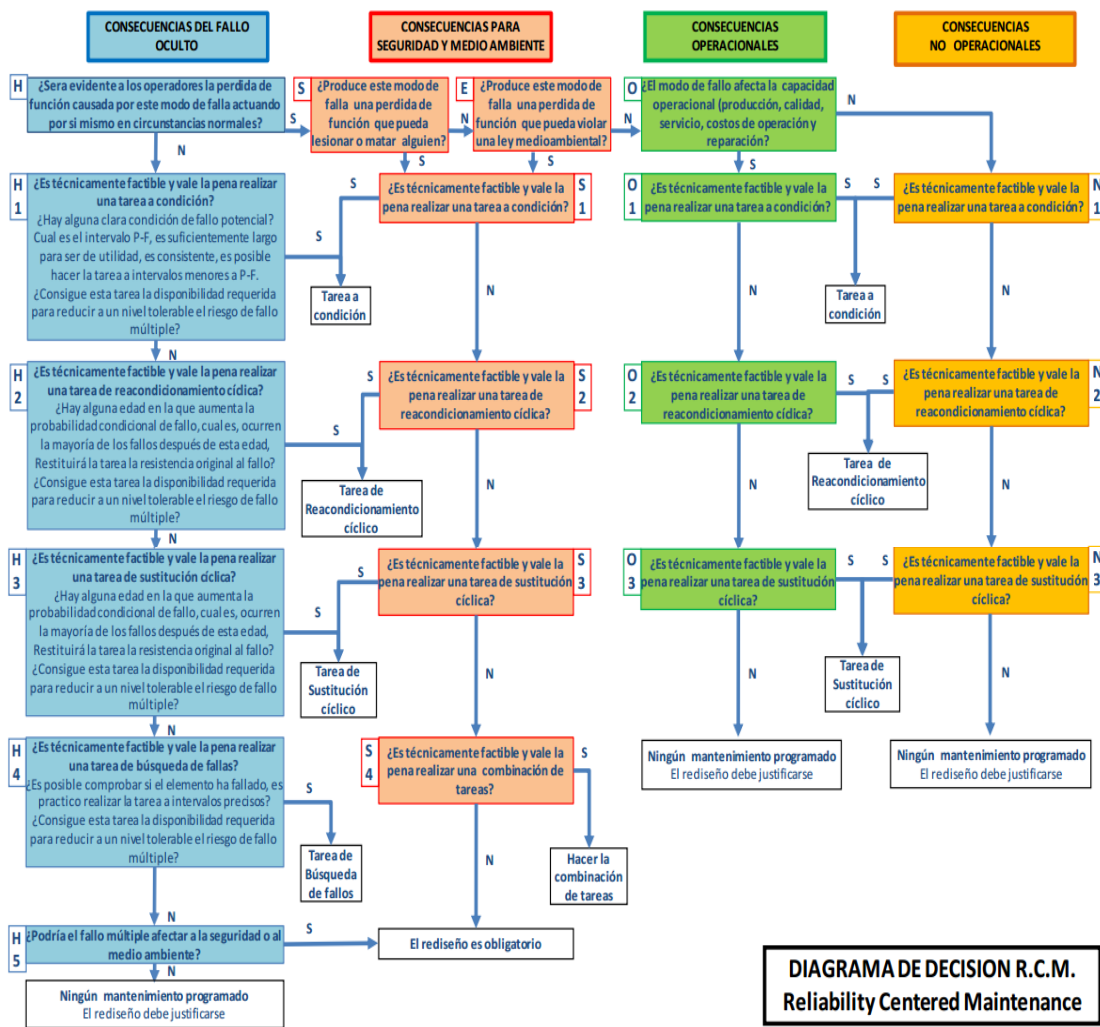 CONSECUENCIAS DEL FALLO
OCULTO
CONSECUENCIAS PARA
SEGURIDAD Y MEDIO AMBIENTE
CONSECUENCIAS
OPERACIONALES
CONSECUENCIAS
NO OPERACIONALES
H
¿Sera evidente a los operadores la perdida de
función causada por este modo de falla actuando
por si mismo en circunstancias normales?
S
S
¿Produce este modo de
falla una perdida de
función que pueda
lesionar o matar alguien?
N
E
¿Produce este modo de
falla una perdida de
función que pueda violar
una ley medioambiental?
N
O
¿El modo de fallo afecta la capacidad
operacional (producción, calidad,
servicio, costos de operación y
reparación?
N
N
S
S
S
H
1
¿Es técnicamente factible y vale la pena realizar
una tarea a condición?
¿Hay alguna clara condición de fallo potencial?
Cual es el intervalo P-F, es suficientemente largo
para ser de utilidad, es consistente, es posible
hacer la tarea a intervalos menores a P-F.
¿Consigue esta tarea la disponibilidad requerida
para reducir a un nivel tolerable el riesgo de fallo
múltiple?
S
S
Tarea a
condición
¿Es técnicamente factible y vale la
pena realizar una tarea a condición?
S
1
O
1
¿Es técnicamente factible y vale la
pena realizar una tarea a condición?
S
S
Tarea a
condición
¿Es técnicamente factible y vale la
pena realizar una tarea a condición?
N
1
N
N
N
N
H
2
¿Es técnicamente factible y vale la pena realizar
una tarea de reacondicionamiento cíclica?
¿Hay alguna edad en la que aumenta la
probabilidad condicional de fallo, cual es, ocurren
la mayoría de los fallos después de esta edad,
Restituirá la tarea la resistencia original al fallo?
¿Consigue esta tarea la disponibilidad requerida
para reducir a un nivel tolerable el riesgo de fallo
múltiple?
S
S
Tarea de
Reacondicionamiento
cíclico
¿Es técnicamente factible y vale la
pena realizar una tarea de
reacondicionamiento cíclica?
S
2
O
2
¿Es técnicamente factible y vale la
pena realizar una tarea de
reacondicionamiento cíclica?
S
S
Tarea de
Reacondicionamiento
cíclico
¿Es técnicamente factible y vale la
pena realizar una tarea de
reacondicionamiento cíclica?
N
2
N
N
N
N
H
3
¿Es técnicamente factible y vale la pena realizar
una tarea de sustitución cíclica?
¿Hay alguna edad en la que aumenta la
probabilidad condicional de fallo, cual es, ocurren
la mayoría de los fallos después de esta edad,
Restituirá la tarea la resistencia original al fallo?
¿Consigue esta tarea la disponibilidad requerida
para reducir a un nivel tolerable el riesgo de fallo
múltiple?
S
S
Tarea de
Sustitución
cíclico
¿Es técnicamente factible y vale la
pena realizar una tarea de sustitución
cíclica?
S
3
O
3
¿Es técnicamente factible y vale la
pena realizar una tarea de sustitución
cíclica?
S
S
Tarea de
Sustitución
cíclico
¿Es técnicamente factible y vale la
pena realizar una tarea de sustitución
cíclica?
N
3
N
N
N
N
H
4
¿Es técnicamente factible y vale la pena realizar
una tarea de búsqueda de fallas?
¿Es posible comprobar si el elemento ha fallado, es
practico realizar la tarea a intervalos precisos?
¿Consigue esta tarea la disponibilidad requerida
para reducir a un nivel tolerable el riesgo de fallo
múltiple?
S
Tarea de
Búsqueda
de fallos
S
4
¿Es técnicamente factible y vale la
pena realizar una combinación de
tareas?
S
Hacer la
combinación
de tareas
Ningún mantenimiento programado
El rediseño debe justificarse
Ningún mantenimiento programado
El rediseño debe justificarse
N
N
H
5
¿Podría el fallo múltiple afectar a la seguridad o al
medio ambiente?
S
El rediseño es obligatorio
N
Ningún mantenimiento programado
El rediseño debe justificarse
DIAGRAMA DE DECISION R.C.M.
Reliability Centered Maintenance